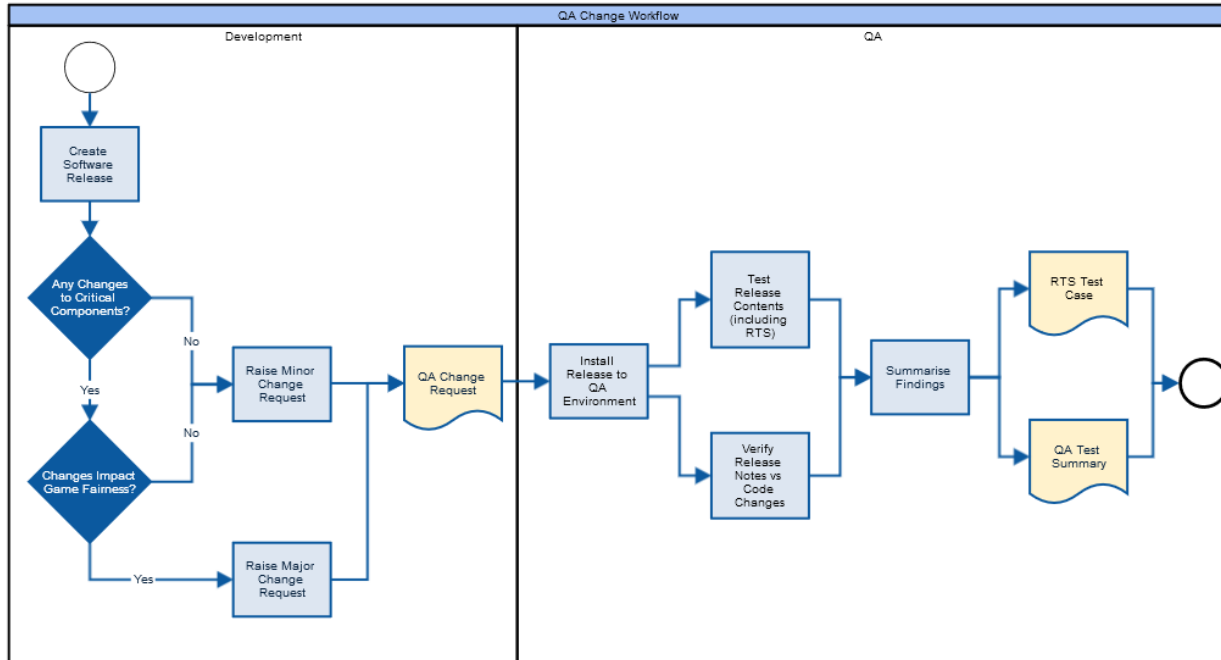 QA Change Workflow
Development
QA
Create
Software
Release
Any Changes
to Critical
Components?
No
Yes
No
Changes Impact
Game Fairness?
Yes
Raise Minor
Change
Request
Raise Major
Change
Request
QA Change
Request
Install
Release to
QA
Environment
Test
Release
Contents
(including
RTS)
Verify
Release
Notes vs
Code
Changes
Summarise
Findings
RTS Test
Case
QA Test
Summary